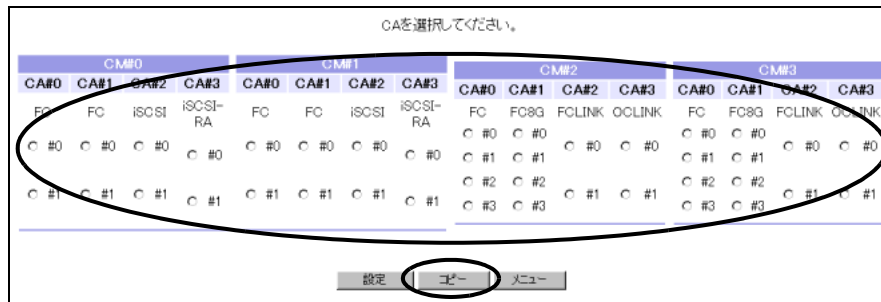 CAを選択してください。
CM#0 CM#1 CM#2 CM#3
CA#0 CA#1 CA#2 CA#3 CA#0 CA#1 CA#2 CA#3 CA#0 CA#1 CA#2 CA#3 CA#0 CA#1 CA#2 CA#3
FC FC iSCSI iSCSI-RA FC FC iSCSI iSCSI-RA FC FC8G FCLINK OCLINK FC FC8G FCLINK OCLINK
#0 #0
#0 #0
#0 #0 #0 #0 #0 #0 #0 #0 #0 #0
#0 #0
#1 #1
#1 #1
#2 #2
#2 #2
#1 #1 #1 #1 #1 #1 #1 #1 #1 #1
#1 #1
#3 #3
#3 #3
設定 コピー メニュー